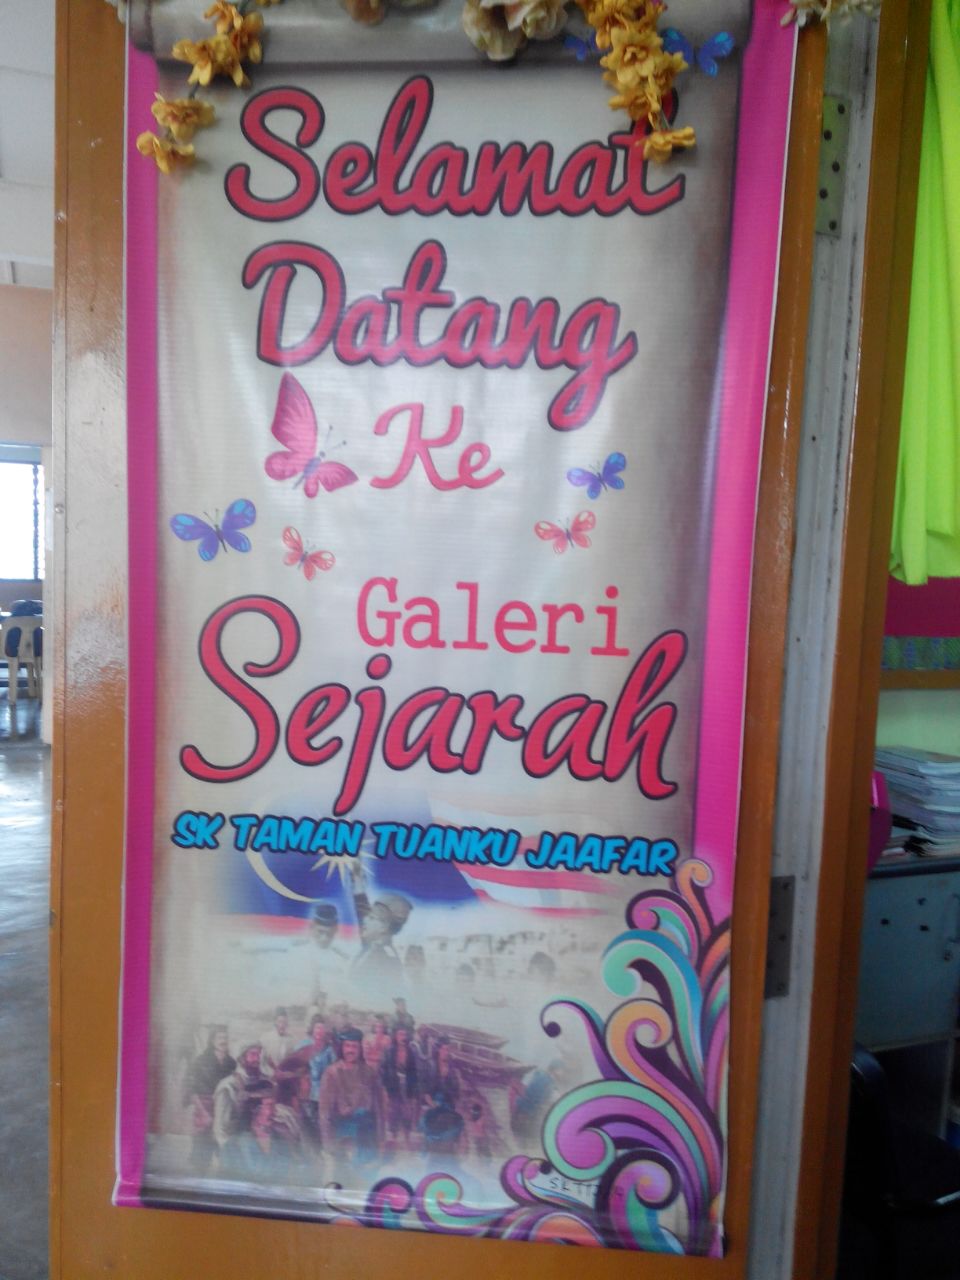 Selamat
Datang
Ke
Galeri
Sejarah
SK TAMAN TUANKU JAAFAR